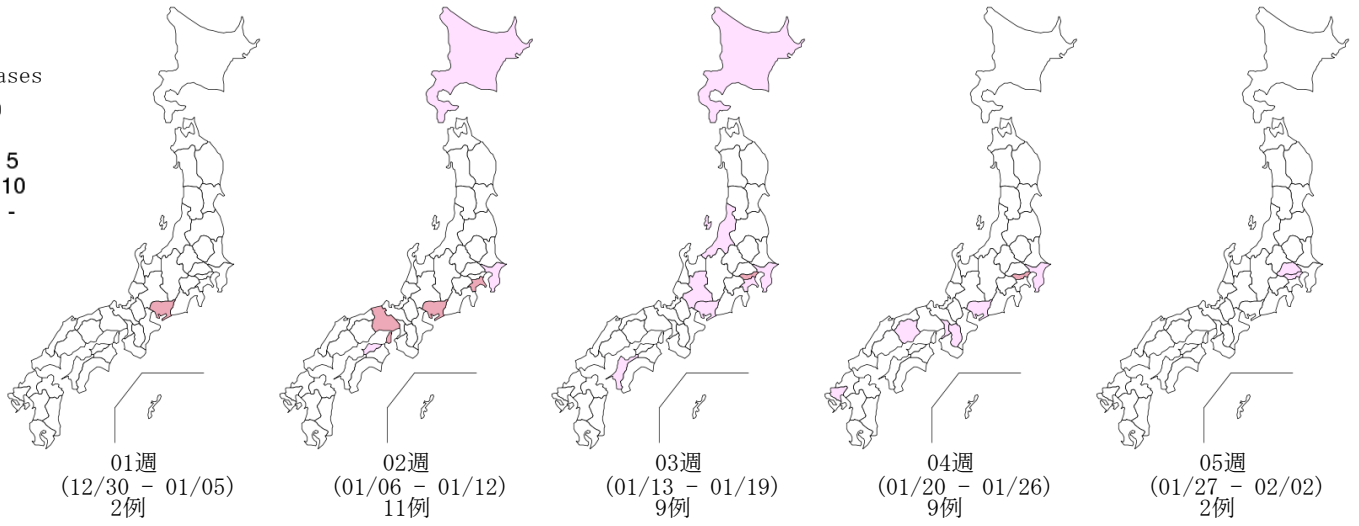 ases
5
10
-
01週
(12/30 - 01/05)
2例
02週
(01/06 - 01/12)
11例
03週
(01/13 - 01/19)
9例
04週
(01/20 - 01/26)
9例
05週
(01/27 - 02/02)
2例